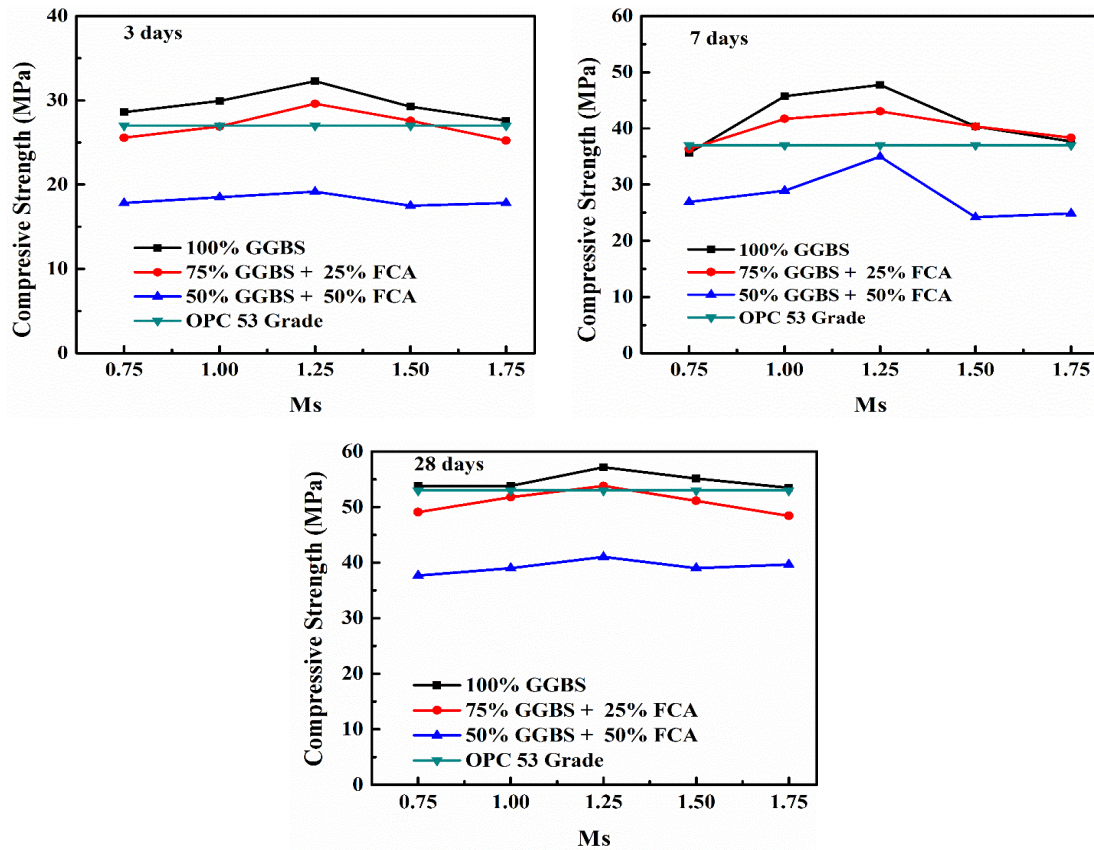 3 days
Compressive Strength (MPa)
40
30
20
10
0
100% GGBS
75% GGBS + 25% FCA
50% GGBS + 50% FCA
OPC 53 Grade
0.75 1.00 1.25 1.50 1.75
Ms
7 days
Compressive Strength (MPa)
60
50
40
30
20
10
0
100% GGBS
75% GGBS + 25% FCA
50% GGBS + 50% FCA
OPC 53 Grade
0.75 1.00 1.25 1.50 1.75
Ms
28 days
Compressive Strength (MPa)
60
50
40
30
20
10
0
100% GGBS
75% GGBS + 25% FCA
50% GGBS + 50% FCA
OPC 53 Grade
0.75 1.00 1.25 1.50 1.75
Ms